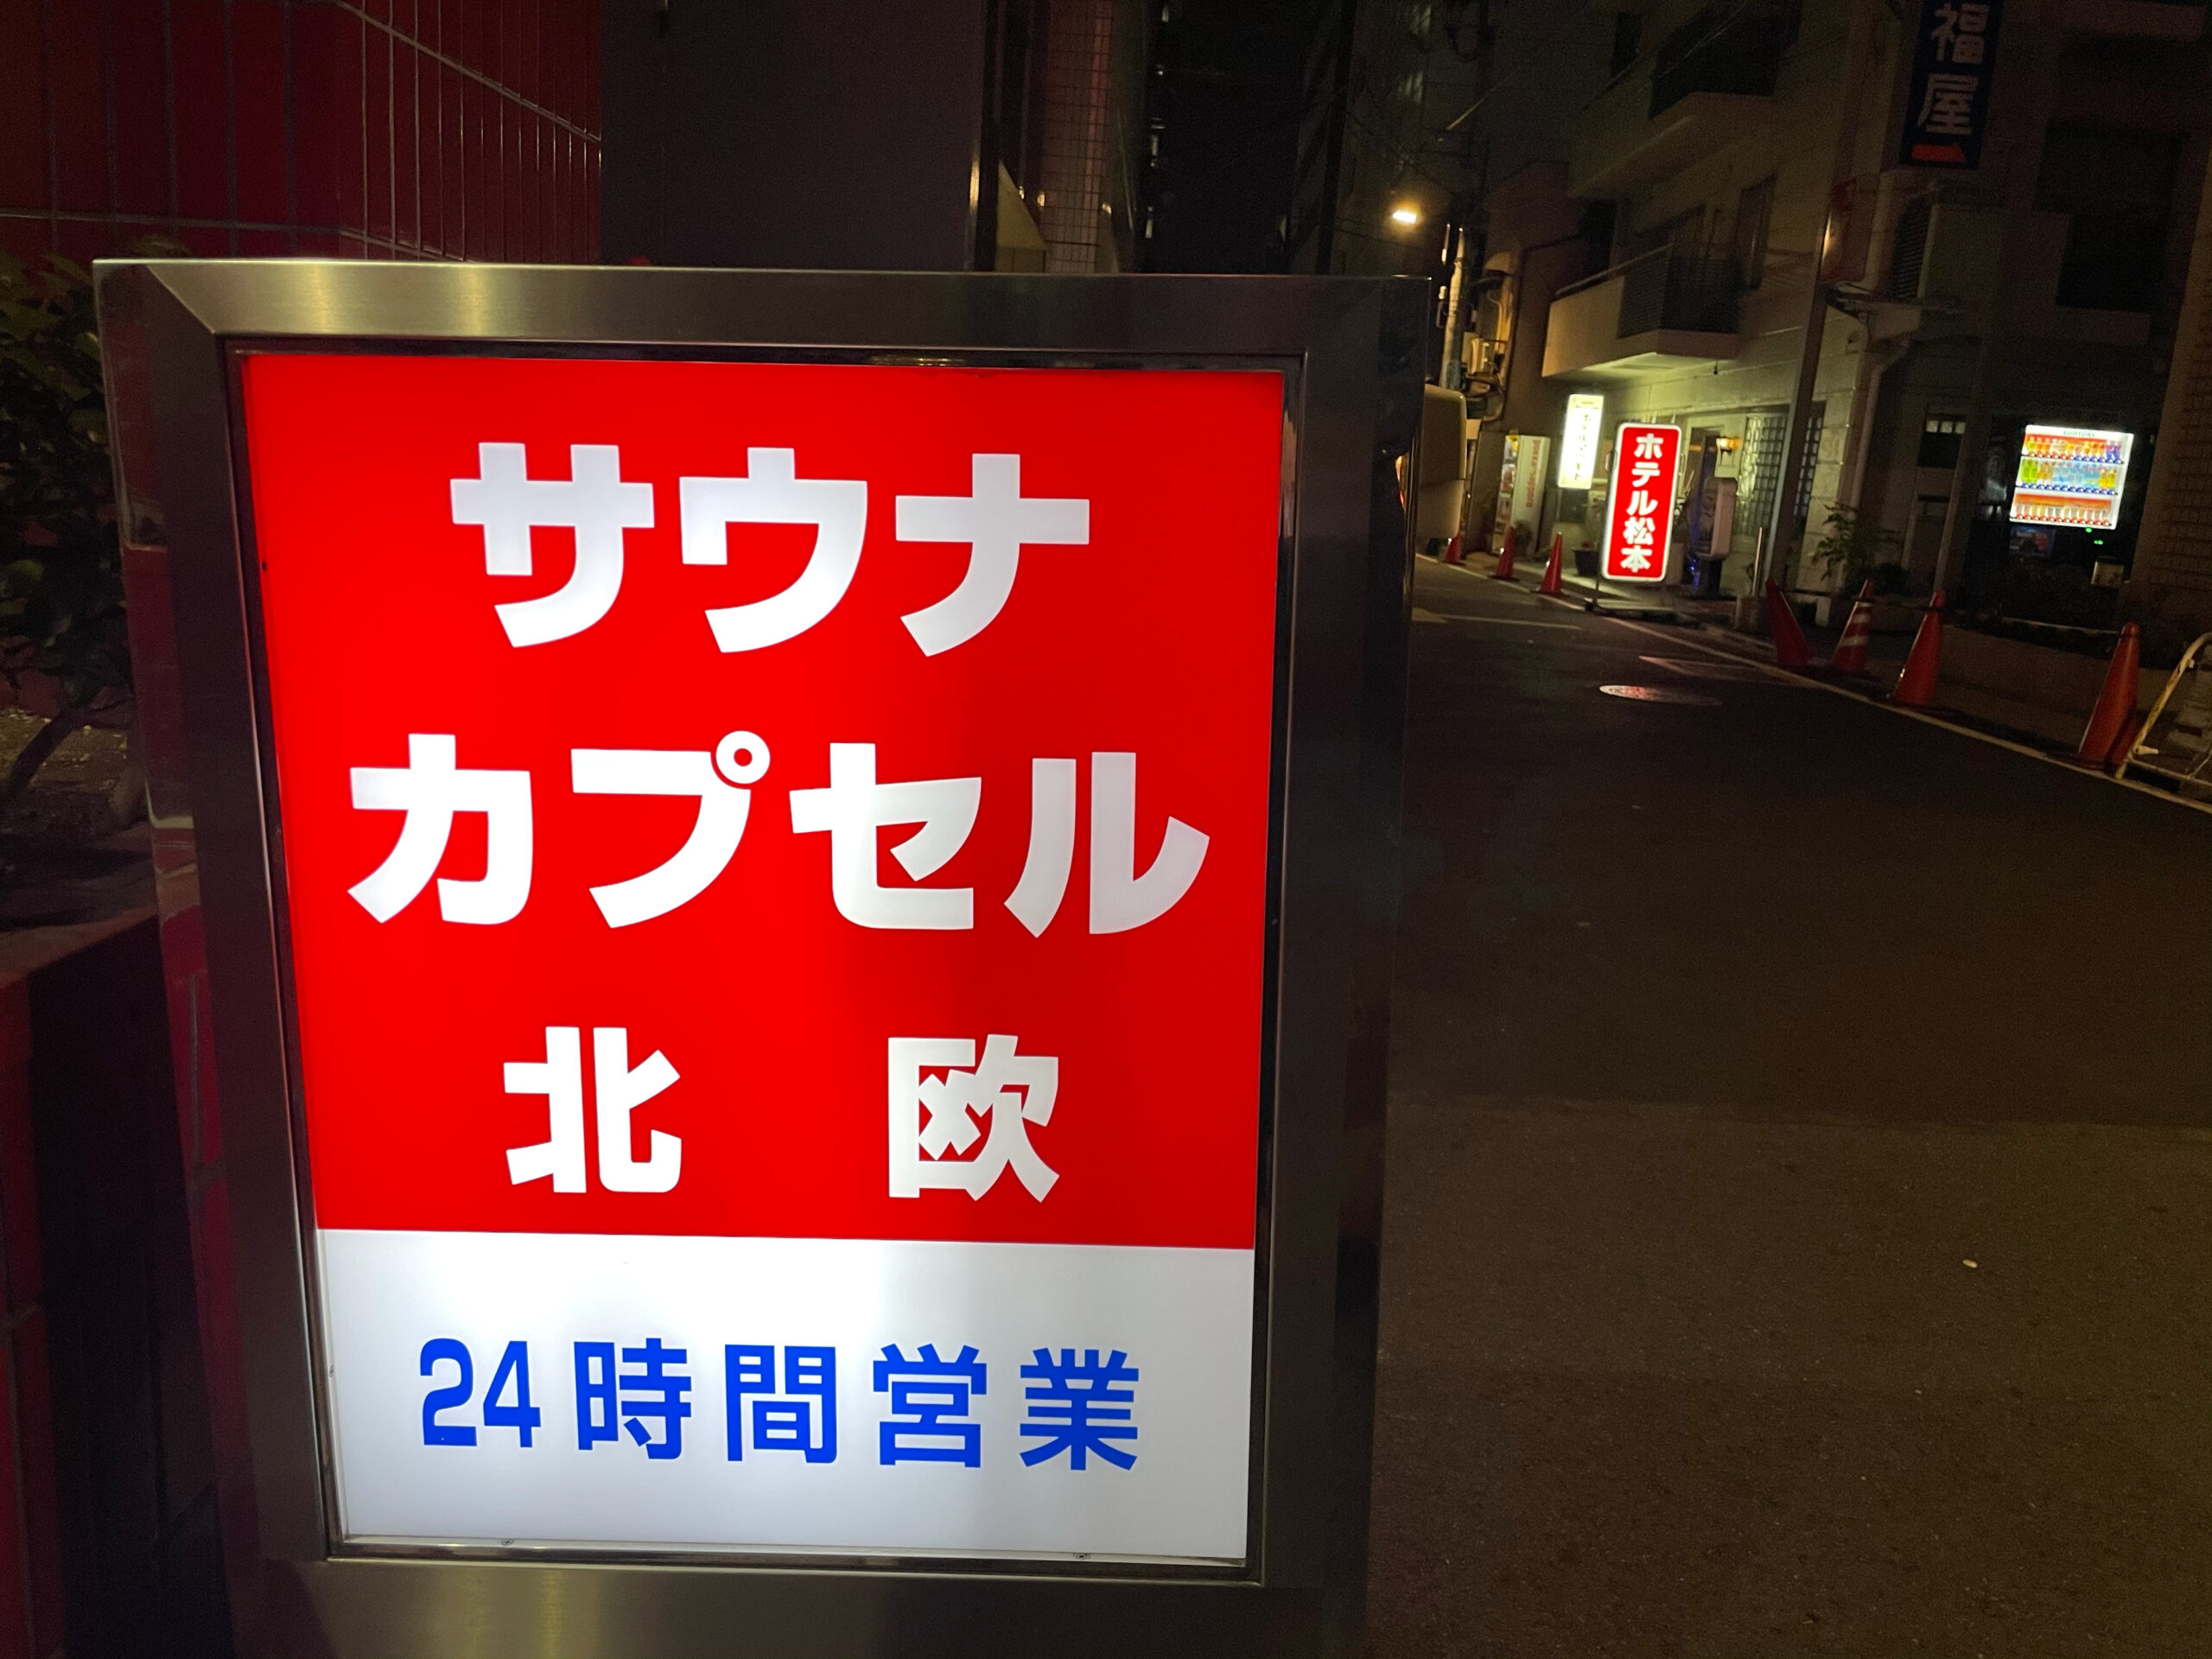 サウナ
カプセル
北 欧
24時間営業
ホテル松本
福屋